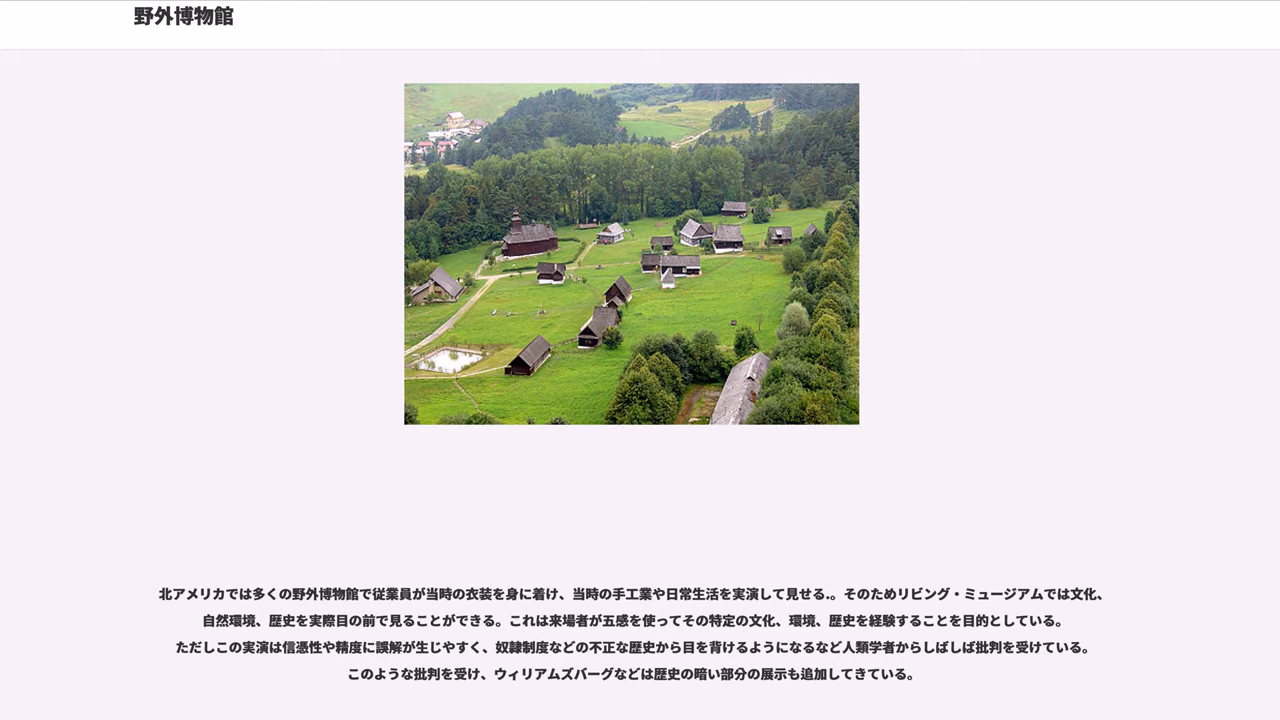 野外博物館
北アメリカでは多くの野外博物館で従業員が当時の衣装を身に着け、当時の手工業や日常生活を実演して見せる.。そのためリビング・ミュージアムでは文化、
自然環境、歴史を実際目の前で見ることができる。これは来場者が五感を使ってその特定の文化、環境、歴史を経験することを目的としている。
ただしこの実演は信憑性や精度に誤解が生じやすく、奴隷制度などの不正な歴史から目を背けるようになるなど人類学者からしばしば批判を受けている。
このような批判を受け、ウィリアムズバーグなどは歴史の暗い部分の展示も追加してきている。